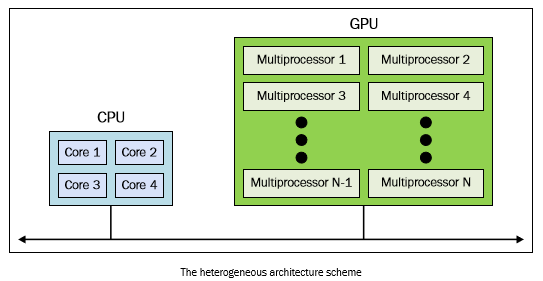 GPU
Multiprocessor 1 Multiprocessor 2
Multiprocessor 3 Multiprocessor 4
CPU
Core 1 Core 2
Core 3 Core 4
Multiprocessor N-1 Multiprocessor N
The heterogeneous architecture scheme